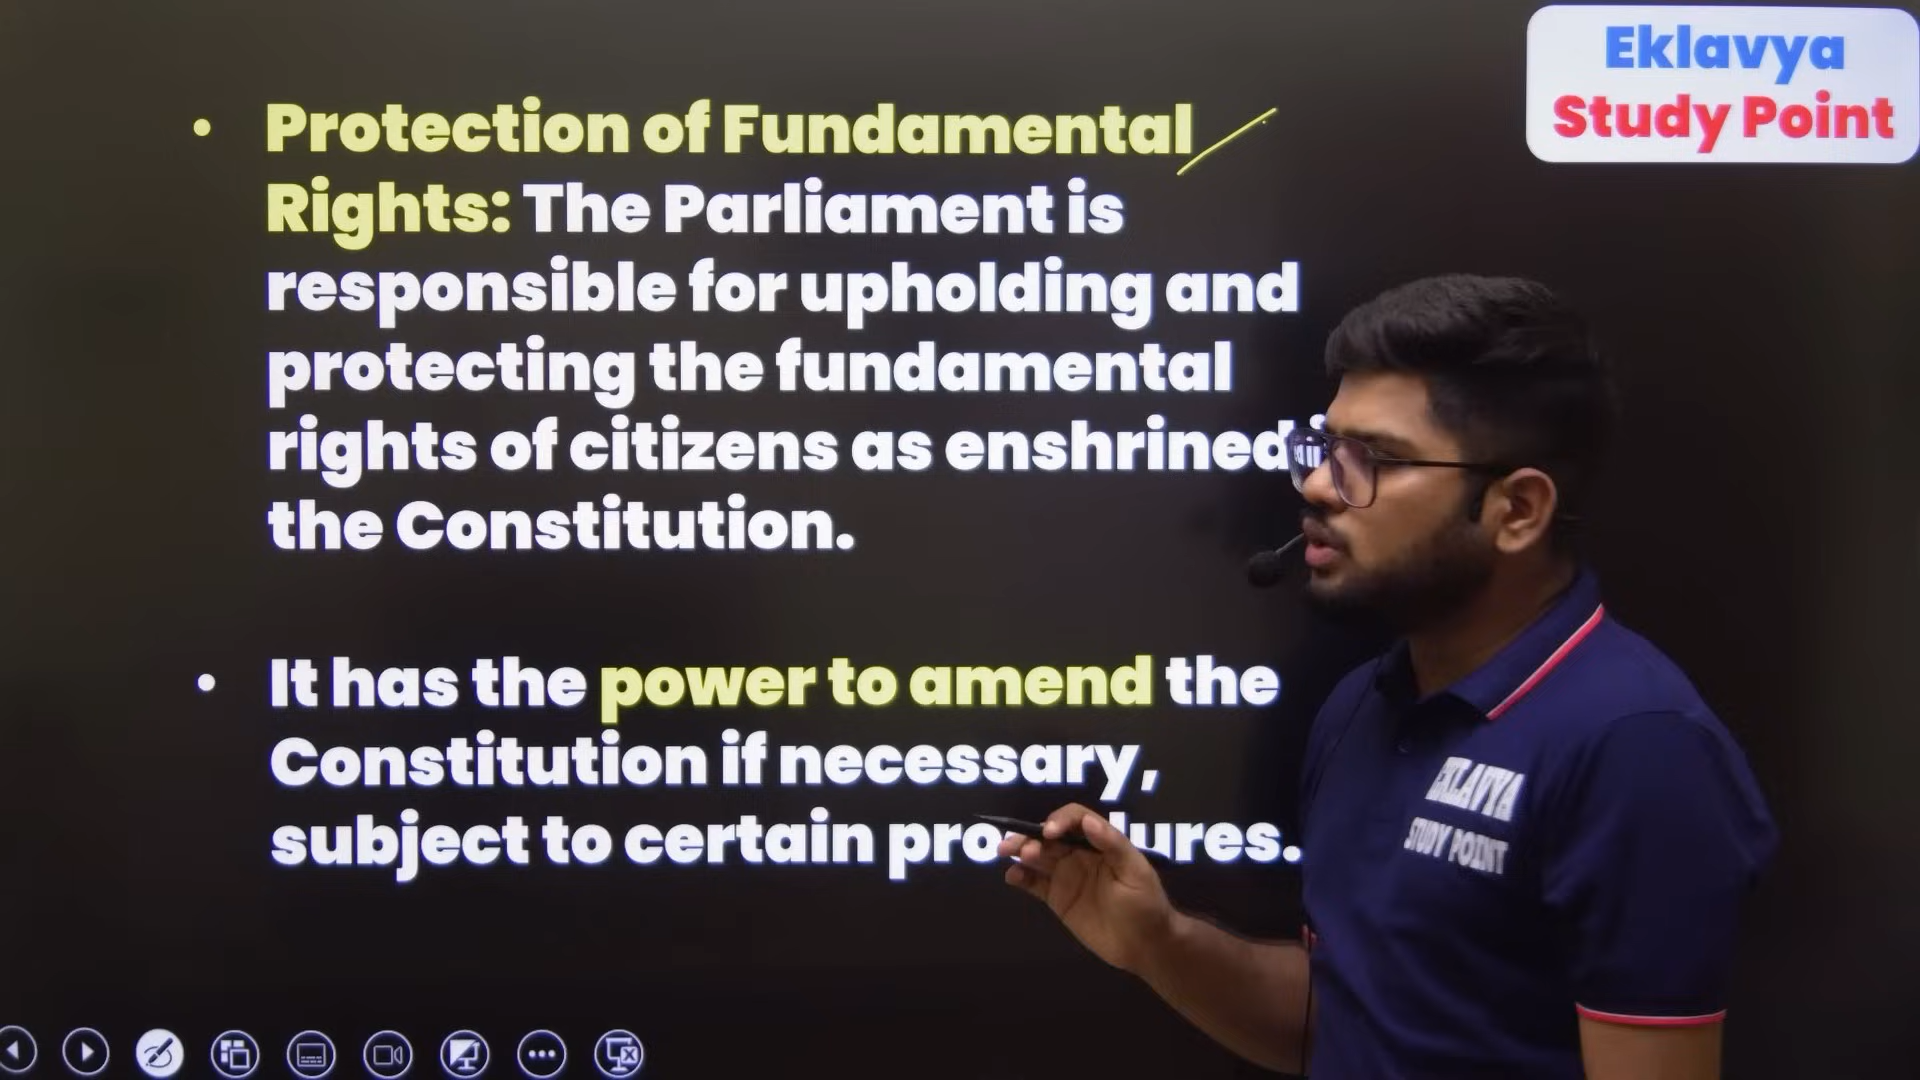 Eklavya
Study Point
• Protection of Fundamental
Rights: The Parliament is
responsible for upholding and
protecting the fundamental
rights of citizens as enshrined
the Constitution.
• It has the power to amend the
Constitution if necessary,
subject to certain
EKLAVYA
STUDY POINT